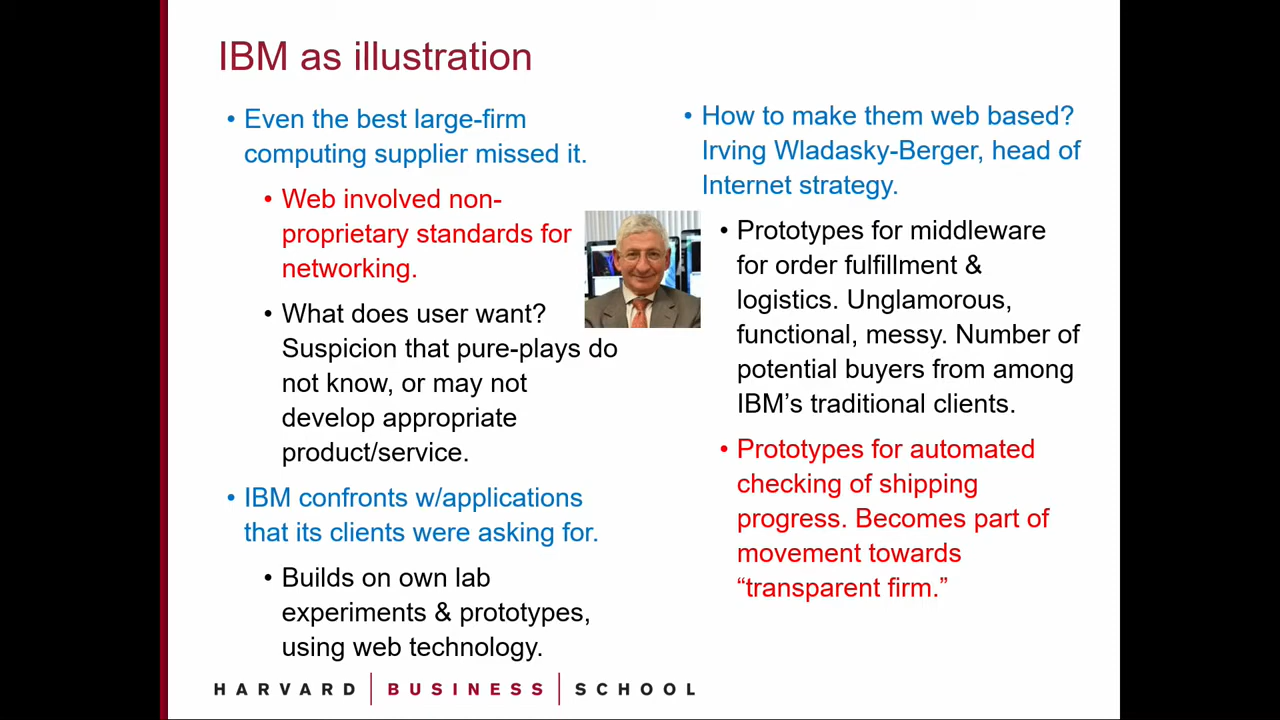 IBM as illustration
• Even the best large-firm
computing supplier missed it.
• Web involved non-
proprietary standards for
networking.
• What does user want?
Suspicion that pure-plays do
not know, or may not
develop appropriate
product/service.
• IBM confronts w/applications
that its clients were asking for.
• Builds on own lab
experiments & prototypes,
using web technology.
• How to make them web based?
Irving Wladasky-Berger, head of
Internet strategy.
• Prototypes for middleware
for order fulfillment &
logistics. Unglamorous,
functional, messy. Number of
potential buyers from among
IBM’s traditional clients.
• Prototypes for automated
checking of shipping
progress. Becomes part of
movement towards
“transparent firm.”
HARVARD | BUSINESS | SCHOOL